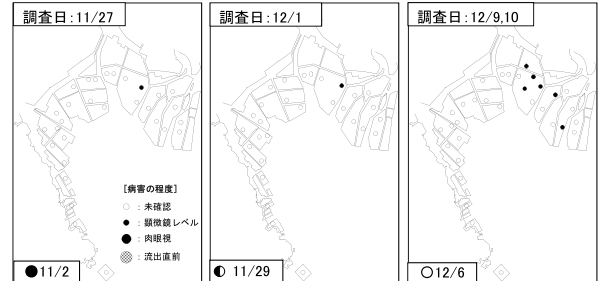 調査日：11/27
調査日：12/1
調査日：12/9,10
［病害の程度］
○ ：未確認
● ：顕微鏡レベル
● ：肉眼視
：流出直前
●11/2
◐ 11/29
○12/6